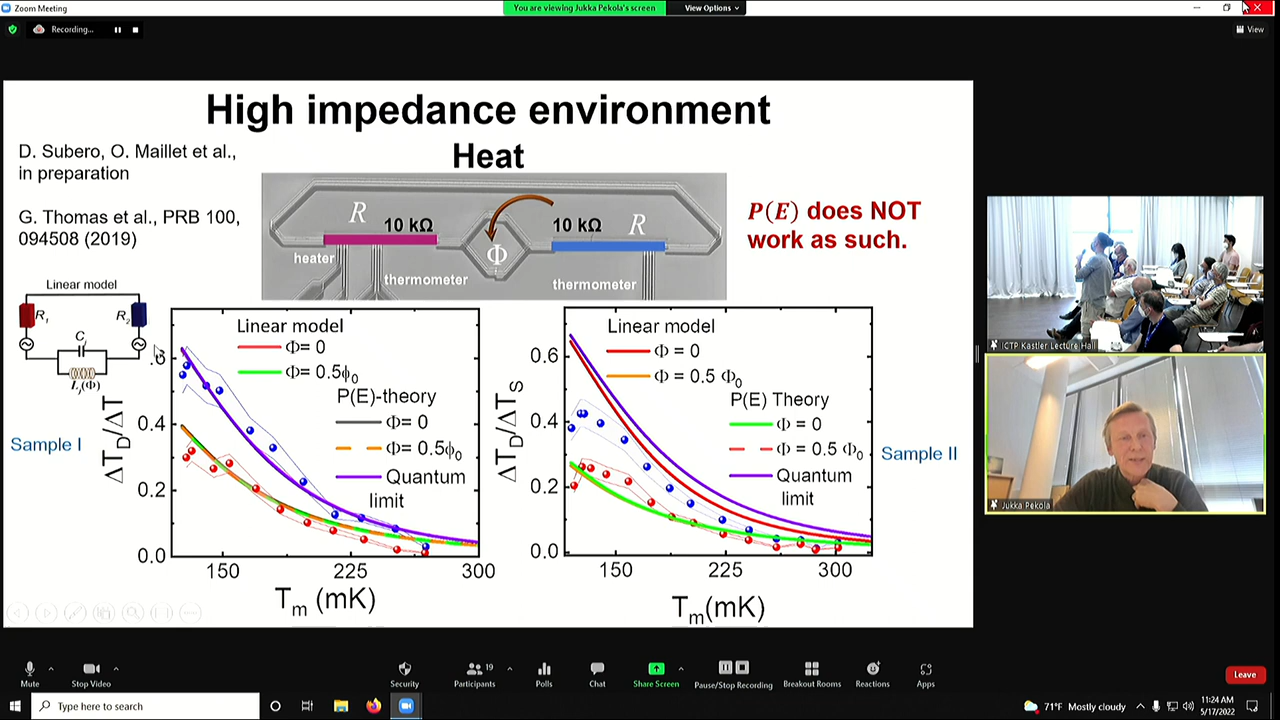 Zoom Meeting
You are viewing Jukka Pekola's screen
View Options
Recording...
View
High impedance environment
Heat
D. Subero, O. Maillet et al.,
in preparation
G. Thomas et al., PRB 100,
094508 (2019)
R
10 kΩ
Φ
10 kΩ
R
heater
thermometer
thermometer
P(E) does NOT
work as such.
Linear model
R₁
R₂
Cⱼ
Lⱼ(Φ)
Sample I
ΔT_D/ΔT
Linear model
Φ= 0
Φ= 0.5ϕ₀
P(E)-theory
Φ= 0
Φ= 0.5ϕ₀
Quantum
limit
0.4
0.2
0.0
150
225
300
T_m (mK)
ΔT_D/ΔT_S
Linear model
Φ = 0
Φ = 0.5 Φ₀
P(E) Theory
Φ = 0
Φ = 0.5 Φ₀
Quantum
limit
0.6
0.4
0.2
0.0
150
225
300
T_m(mK)
Sample II
ICTP Kastler Lecture Hall
Jukka Pekola
Mute
Stop Video
Security
Participants
19
Polls
Chat
Share Screen
Pause/Stop Recording
Breakout Rooms
Reactions
Apps
Leave
Type here to search
71°F Mostly cloudy
11:24 AM
5/17/2022